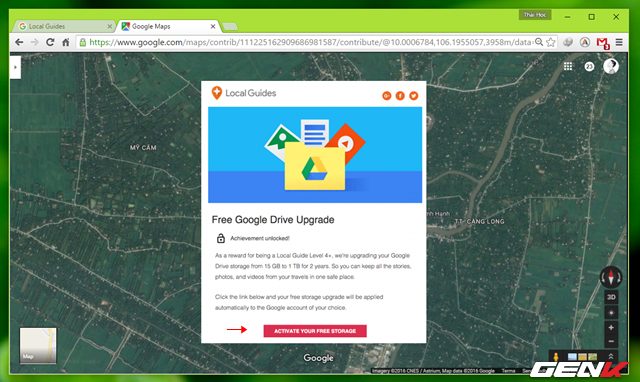 Thái Học
Local Guides
Google Maps
https://www.google.com/maps/contrib/111225162909686981587/contribute/@10.0006784,106.1955057,3958m/data=
23
3
Local Guides
MỸ CẨM
Free Google Drive Upgrade
Achievement unlocked!
TT. CÀNG LONG
As a reward for being a Local Guide Level 4+, we're upgrading your Google
Drive storage from 15 GB to 1 TB for 2 years. So you can keep all the stories,
photos, and videos from your travels in one safe place.
Click the link below and your free storage upgrade will be applied
automatically to the Google account of your choice.
3D
ACTIVATE YOUR FREE STORAGE
Map
Google
Imagery ©2016 CNES / Astrium, Map data ©2016 Google Terms
GENK